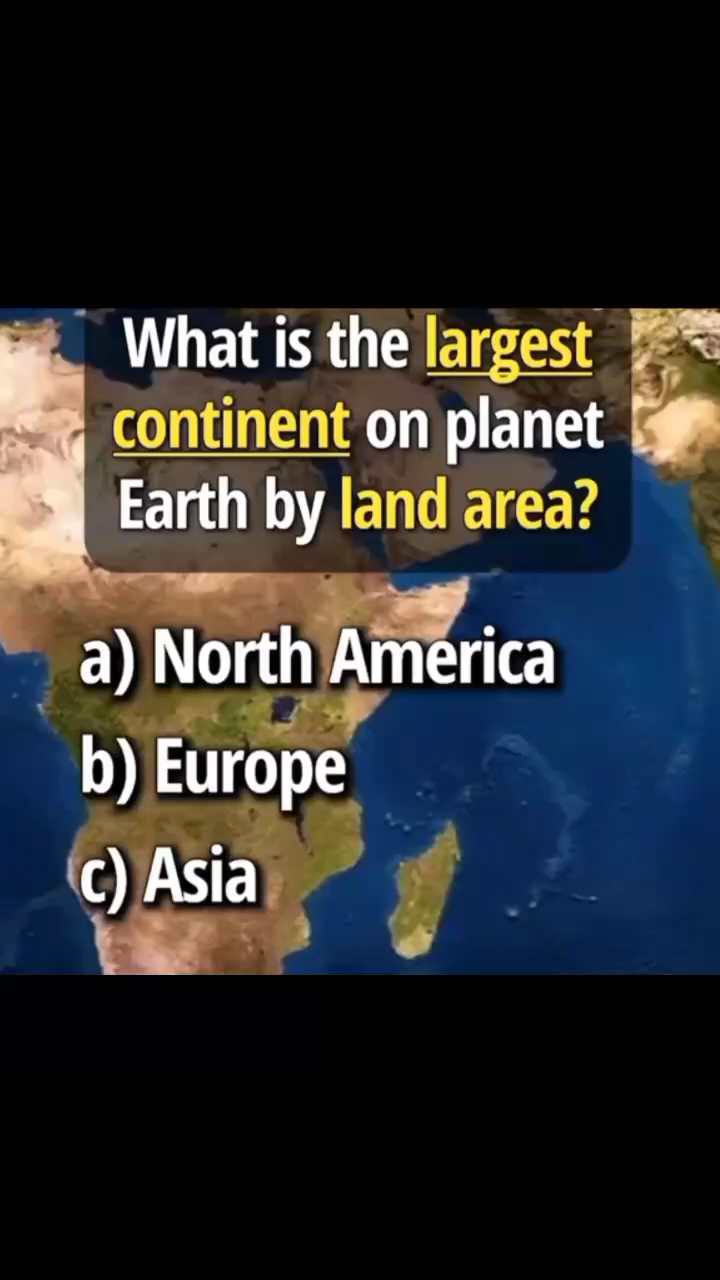 What is the largest
continent on planet
Earth by land area?
a) North America
b) Europe
c) Asia